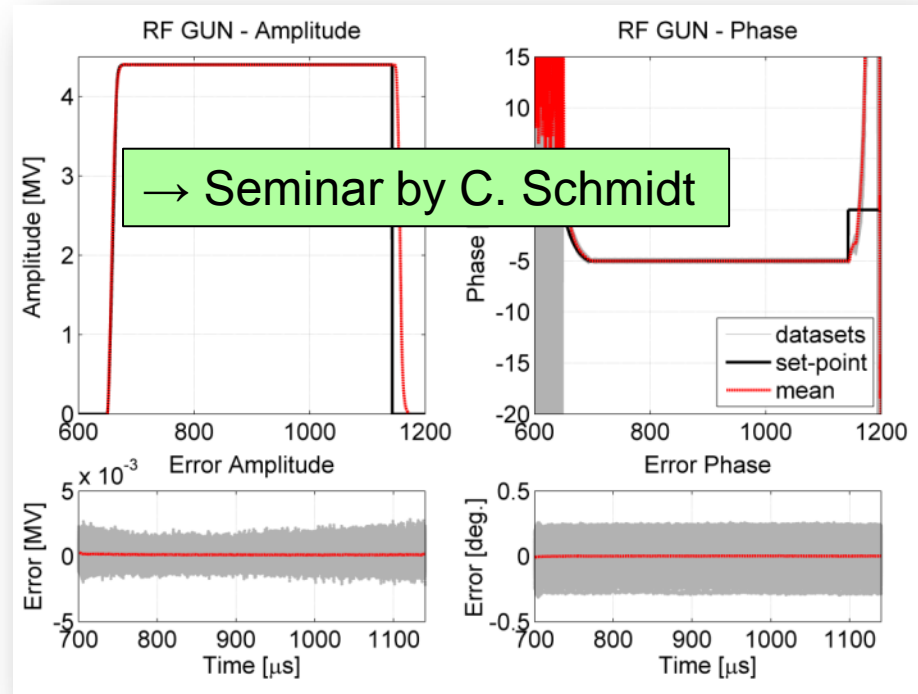 RF GUN - Amplitude
4
3
2
1
0
600 800 1000 1200
Amplitude [MV]
RF GUN - Phase
15
10
-5
-10
-15
-20
600 800 1000 1200
Phase
datasets
set-point
mean
→ Seminar by C. Schmidt
x 10-3
Error Amplitude
5
0
-5
700 800 900 1000 1100
Error [MV]
Time [μs]
Error Phase
0.5
0
-0.5
700 800 900 1000 1100
Error [deg.]
Time [μs]